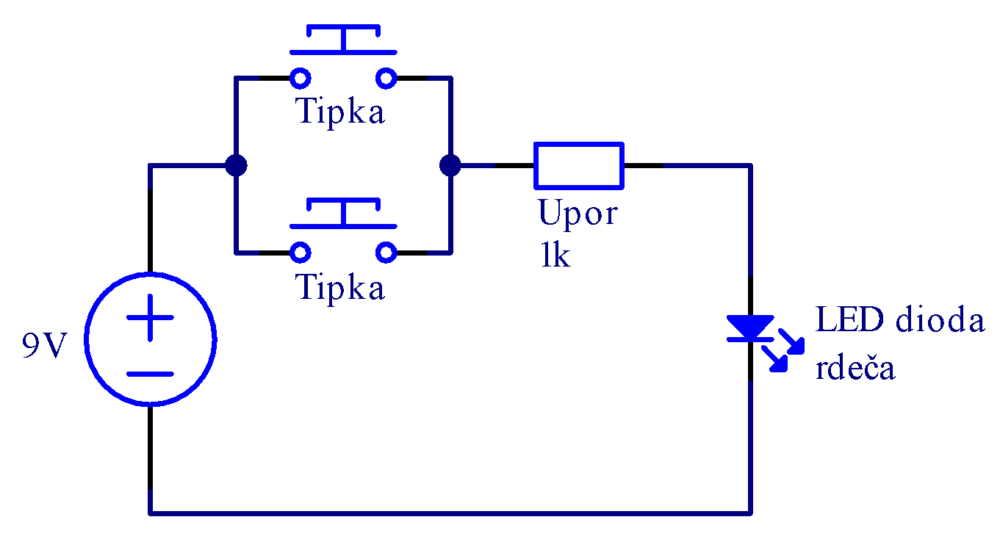 Tipka
Tipka
Upor
1k
9V
LED dioda
rdeča